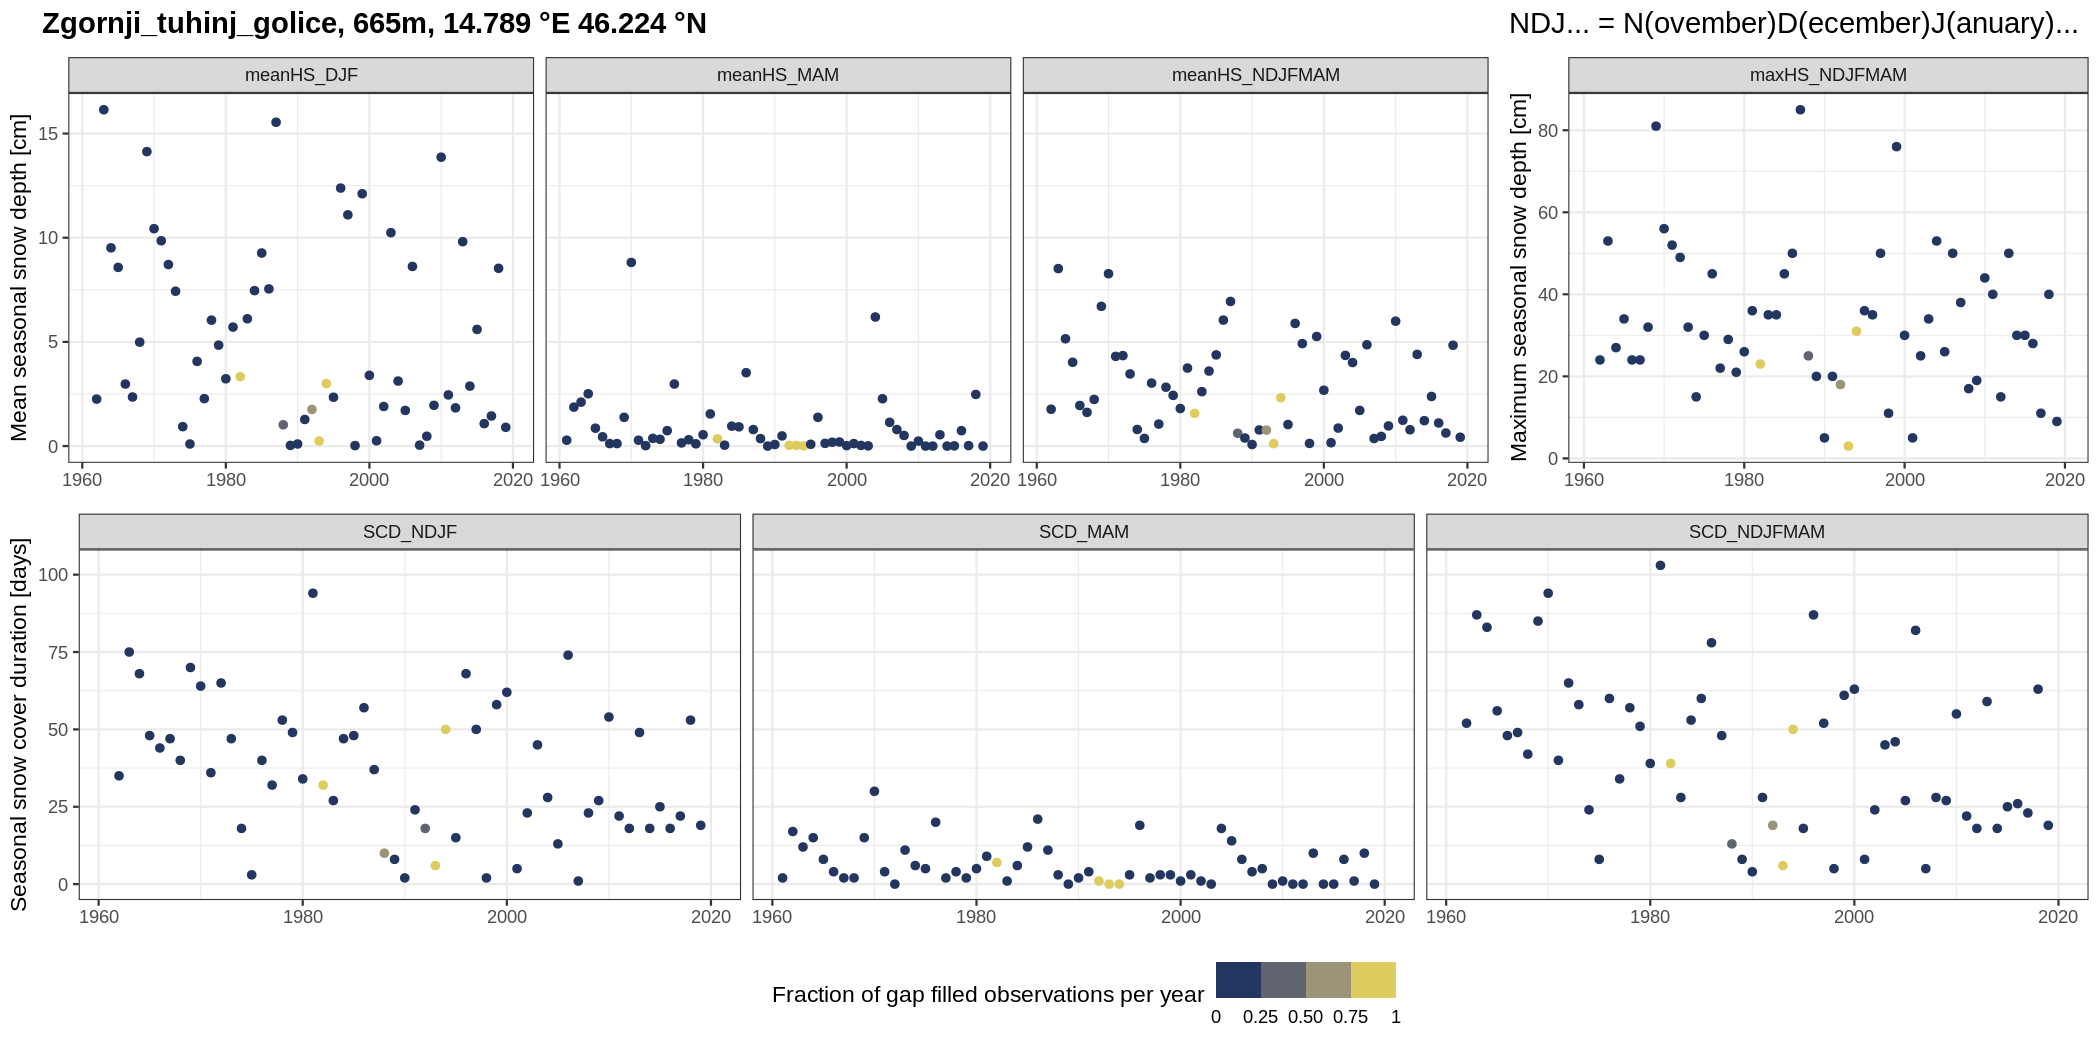 Zgornji_tuhinj_golice, 665m, 14.789 °E 46.224 °N
NDJ... = N(ovember)D(ecember)J(anuary)...
meanHS_DJF
meanHS_MAM
meanHS_NDJFMAM
maxHS_NDJFMAM
Mean seasonal snow depth [cm]
15
10
5
0
1960 1980 2000 2020
1960 1980 2000 2020
1960 1980 2000 2020
Maximum seasonal snow depth [cm]
80
60
40
20
0
1960 1980 2000 2020
SCD_NDJF
SCD_MAM
SCD_NDJFMAM
Seasonal snow cover duration [days]
100
75
50
25
0
1960 1980 2000 2020
1960 1980 2000 2020
1960 1980 2000 2020
Fraction of gap filled observations per year
0 0.25 0.50 0.75 1